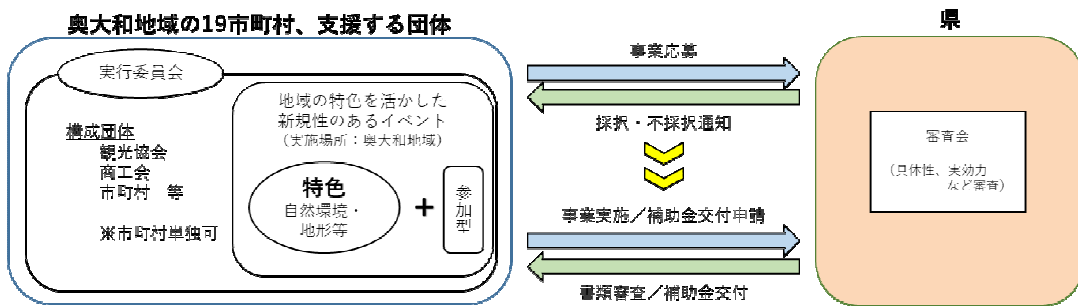 奥大和地域の19市町村、支援する団体
実行委員会
構成団体
観光協会
商工会
市町村　等
※市町村単独可
地域の特色を活かした
新規性のあるイベント
（実施場所：奥大和地域）
特色
自然環境・
地形等
+
参加型
事業応募
採択・不採択通知
事業実施／補助金交付申請
書類審査／補助金交付
県
審査会
（具体性、実効力
など審査）